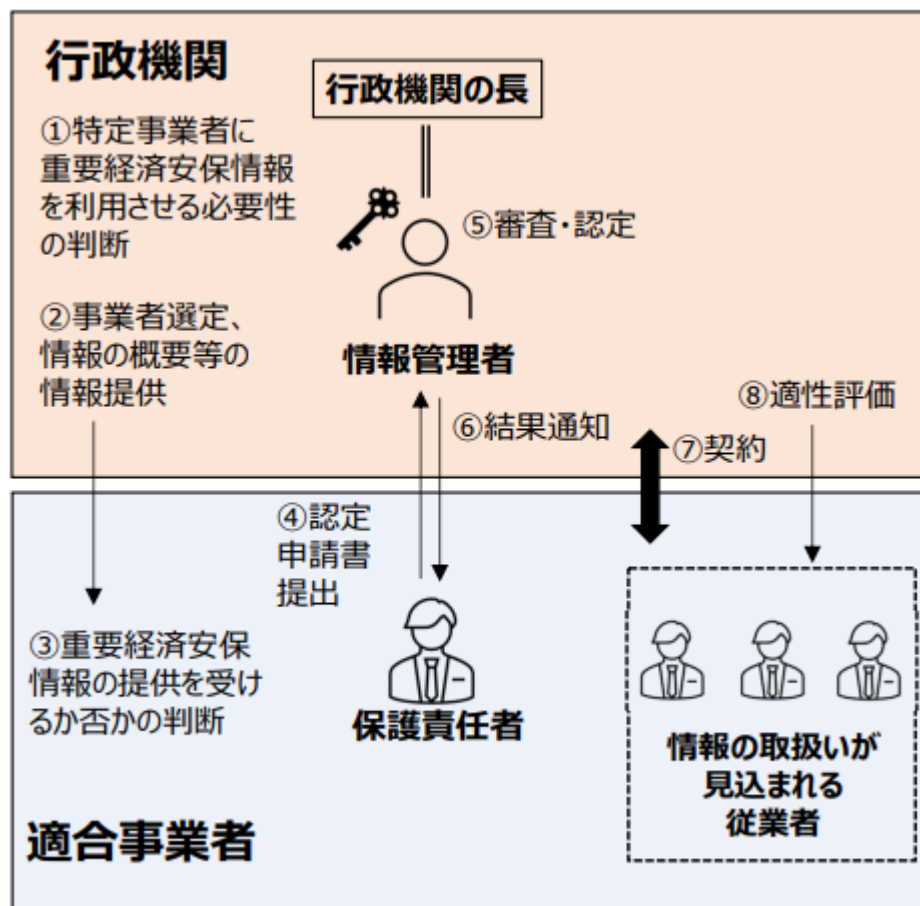 行政機関
行政機関の長
①特定事業者に
重要経済安保情報
を利用させる必要性
の判断
⑤審査・認定
②事業者選定、
情報の概要等の
情報提供
情報管理者
⑥結果通知
⑧適性評価
⑦契約
④認定
申請書
提出
③重要経済安保
情報の提供を受け
るか否かの判断
保護責任者
情報の取扱いが
見込まれる
従業者
適合事業者